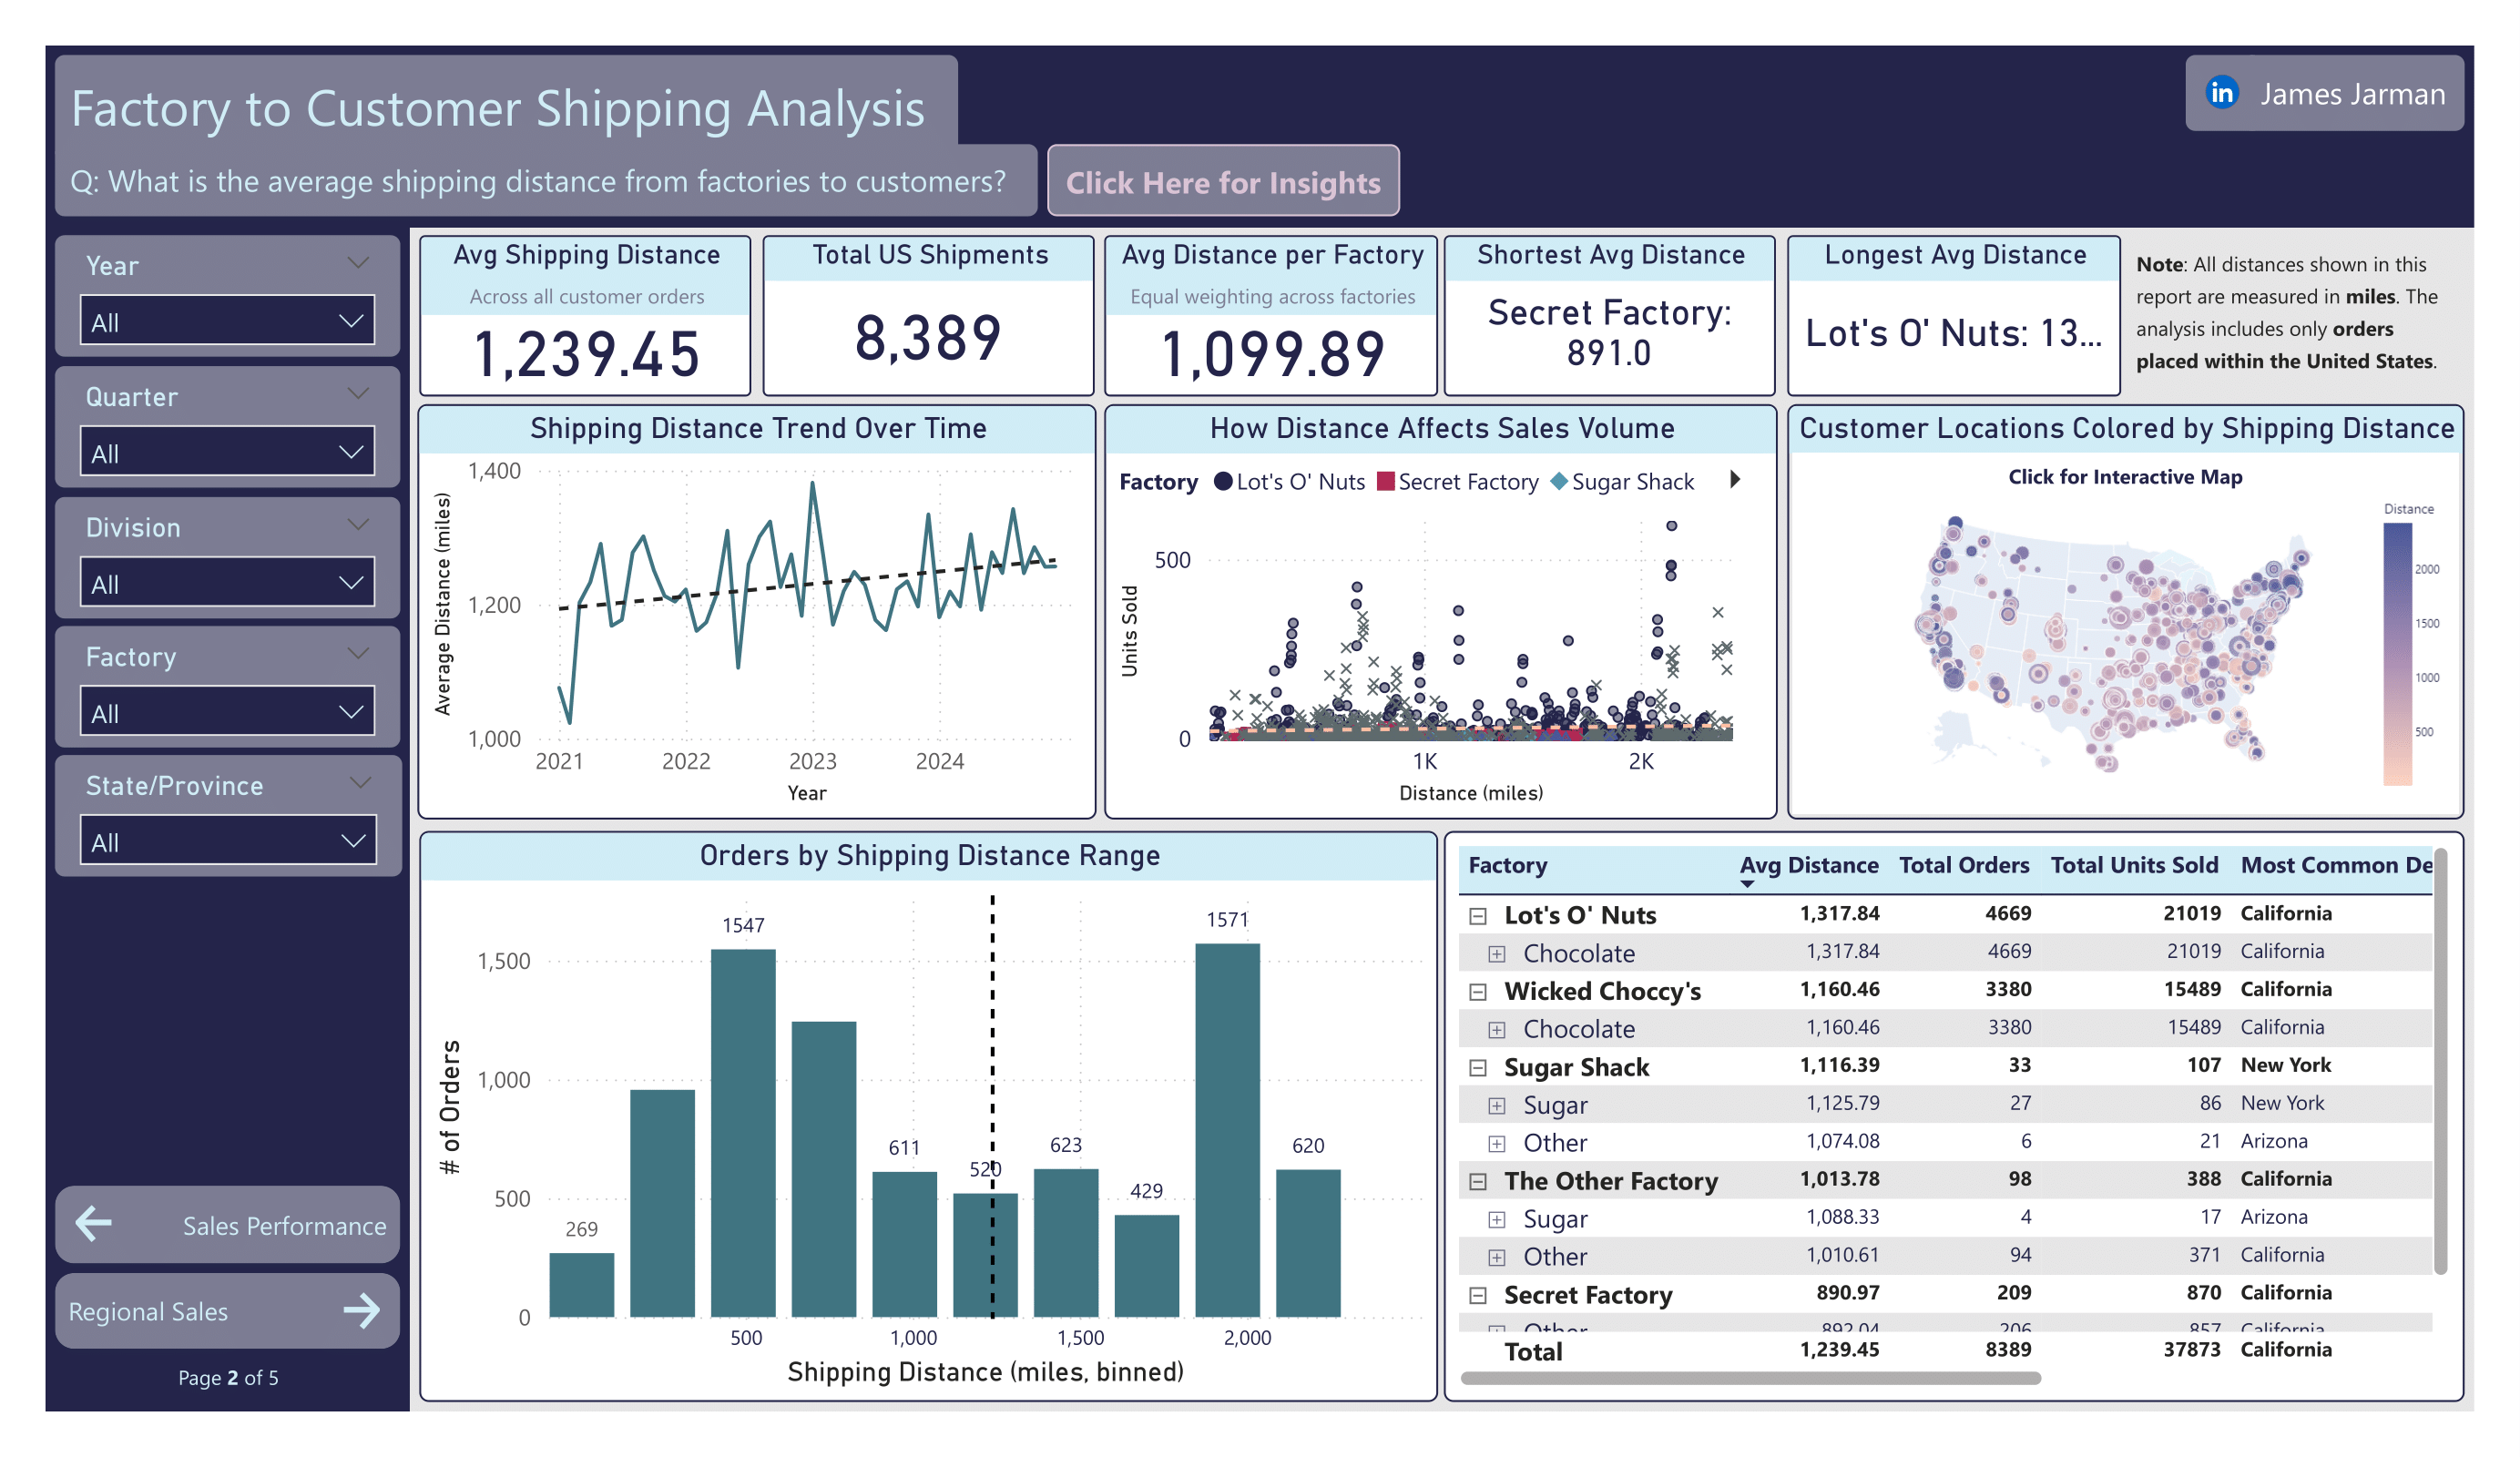 Factory to Customer Shipping Analysis
in James Jarman
Q: What is the average shipping distance from factories to customers?
Click Here for Insights
Year
All
Quarter
All
Division
All
Factory
All
State/Province
All
Sales Performance
Regional Sales
Page 2 of 5
Avg Shipping Distance
Across all customer orders
1,239.45
Total US Shipments
8,389
Avg Distance per Factory
Equal weighting across factories
1,099.89
Shortest Avg Distance
Secret Factory:
891.0
Longest Avg Distance
Lot's O' Nuts: 13...
Note: All distances shown in this
report are measured in miles. The
analysis includes only orders
placed within the United States.
Shipping Distance Trend Over Time
Average Distance (miles)
1,400
1,200
1,000
2021 2022 2023 2024
Year
How Distance Affects Sales Volume
Factory Lot's O' Nuts Secret Factory Sugar Shack
Units Sold
500
0
1K 2K
Distance (miles)
Customer Locations Colored by Shipping Distance
Click for Interactive Map
Distance
2000
1500
1000
500
Orders by Shipping Distance Range
# of Orders
1,500
1,000
500
0
269
1547
611
520
623
429
1571
620
500 1,000 1,500 2,000
Shipping Distance (miles, binned)
Factory Avg Distance Total Orders Total Units Sold Most Common De
Lot's O' Nuts 1,317.84 4669 21019 California
Chocolate 1,317.84 4669 21019 California
Wicked Choccy's 1,160.46 3380 15489 California
Chocolate 1,160.46 3380 15489 California
Sugar Shack 1,116.39 33 107 New York
Sugar 1,125.79 27 86 New York
Other 1,074.08 6 21 Arizona
The Other Factory 1,013.78 98 388 California
Sugar 1,088.33 4 17 Arizona
Other 1,010.61 94 371 California
Secret Factory 890.97 209 870 California
Other 892.04 206 857 California
Total 1,239.45 8389 37873 California